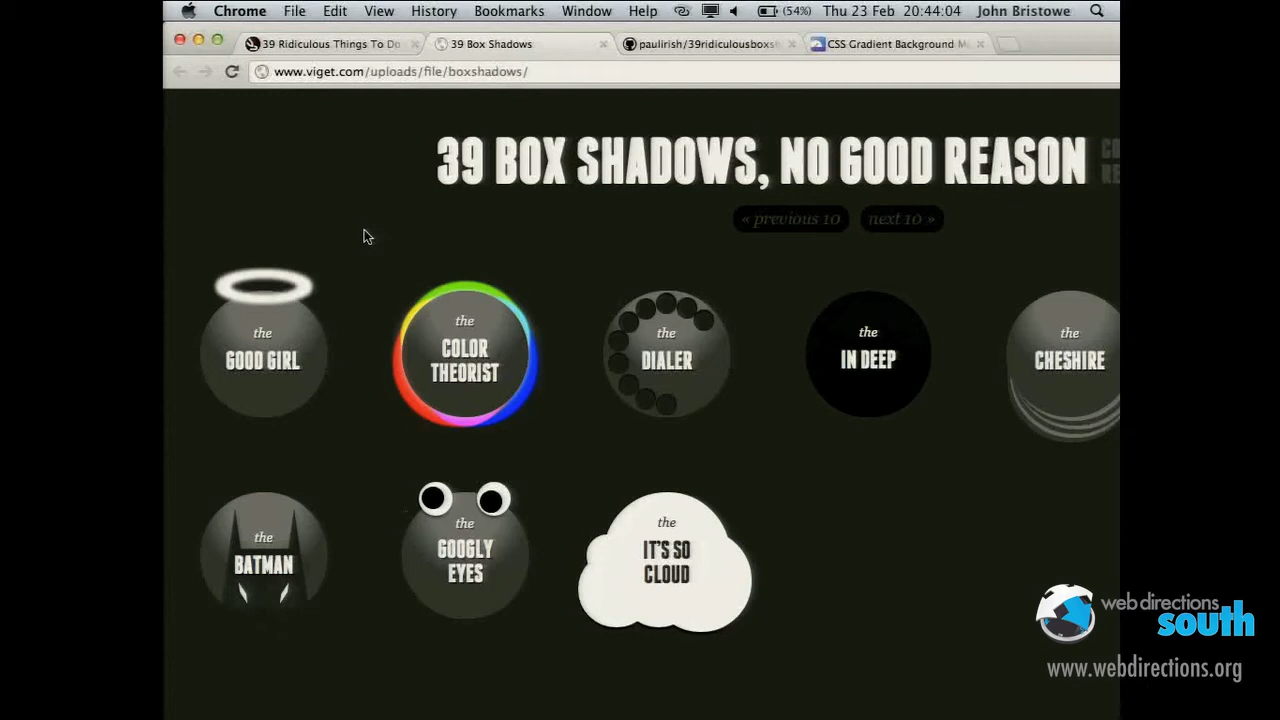 Chrome File Edit View History Bookmarks Window Help (54%) Thu 23 Feb 20:44:04 John Bristowe
39 Ridiculous Things To Do 39 Box Shadows paulirish/39ridiculousboxsh CSS Gradient Background M
www.viget.com/uploads/file/boxshadows/
39 BOX SHADOWS, NO GOOD REASON
« previous 10 next 10 »
the
GOOD GIRL
the
COLOR
THEORIST
the
DIALER
the
IN DEEP
the
CHESHIRE
the
BATMAN
the
GOOGLY
EYES
the
IT'S SO
CLOUD
web directions
south
www.webdirections.org